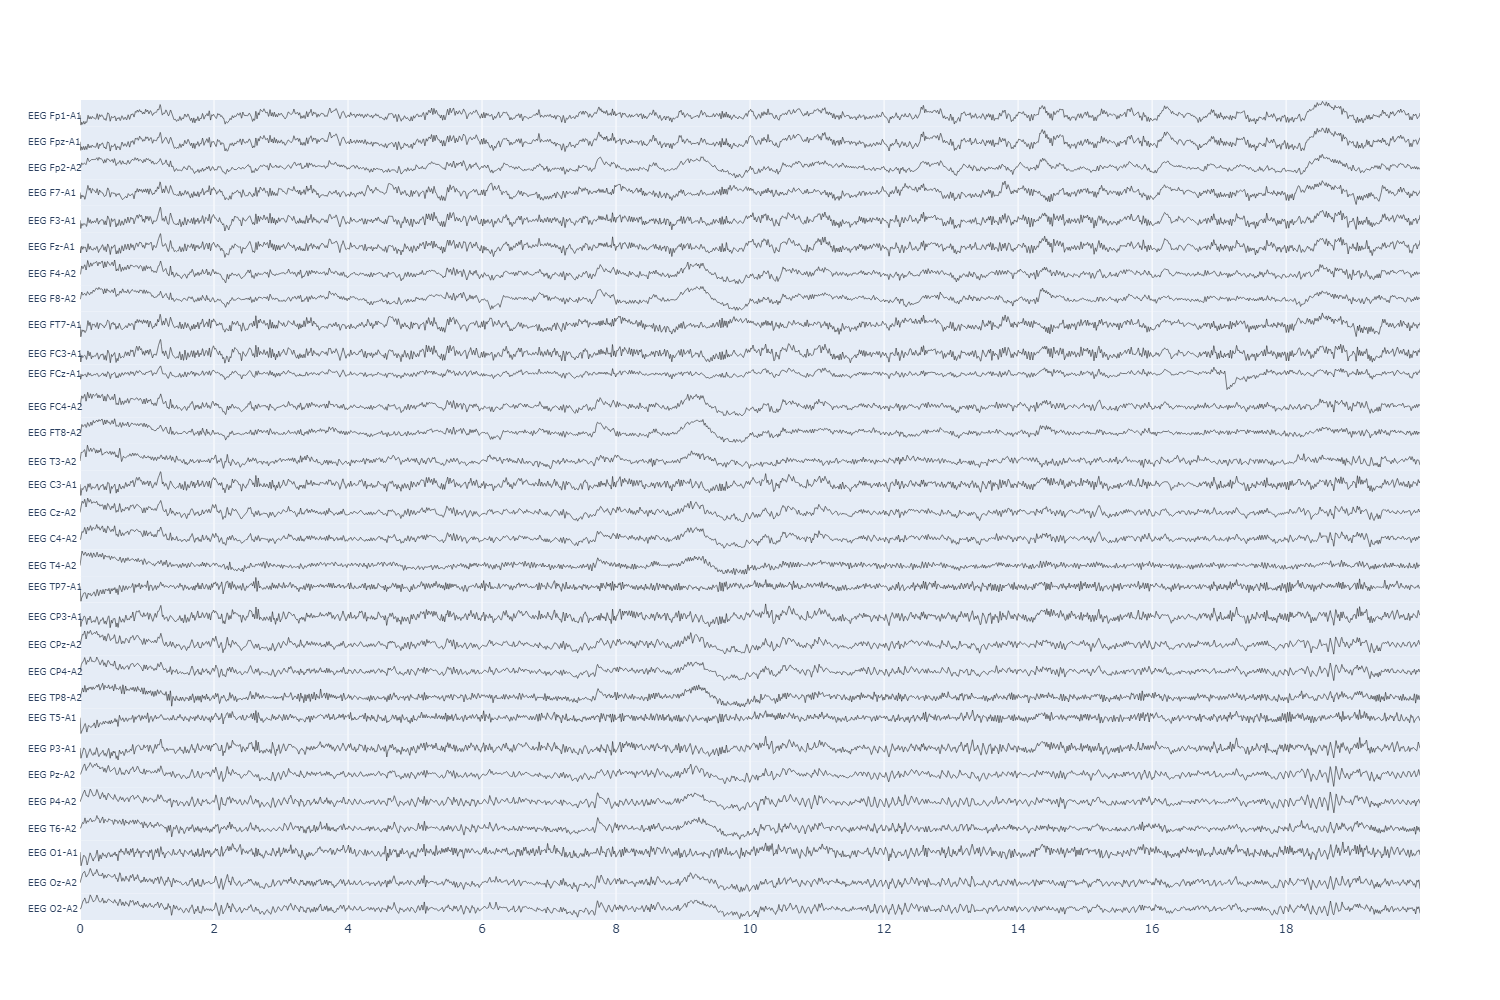 EEG Fp1-A1
EEG Fpz-A1
EEG Fp2-A2
EEG F7-A1
EEG F3-A1
EEG Fz-A1
EEG F4-A2
EEG F8-A2
EEG FT7-A1
EEG FC3-A1
EEG FCz-A1
EEG FC4-A2
EEG FT8-A2
EEG T3-A2
EEG C3-A1
EEG Cz-A2
EEG C4-A2
EEG T4-A2
EEG TP7-A1
EEG CP3-A1
EEG CPz-A2
EEG CP4-A2
EEG TP8-A2
EEG T5-A1
EEG P3-A1
EEG Pz-A2
EEG P4-A2
EEG T6-A2
EEG O1-A1
EEG Oz-A2
EEG O2-A2
0 2 4 6 8 10 12 14 16 18